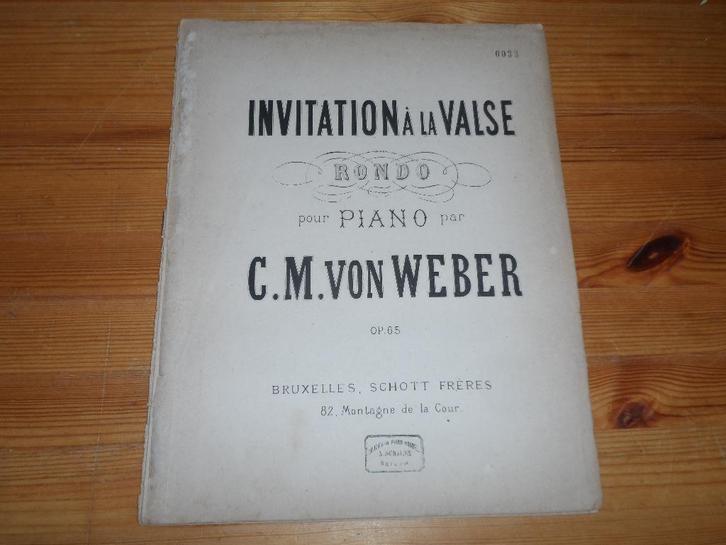 6933
INVITATION À LA VALSE
RONDO
pour PIANO par
C.M. VON WEBER
OP. 65
BRUXELLES, SCHOTT FRÈRES
82, Montagne de la Cour.